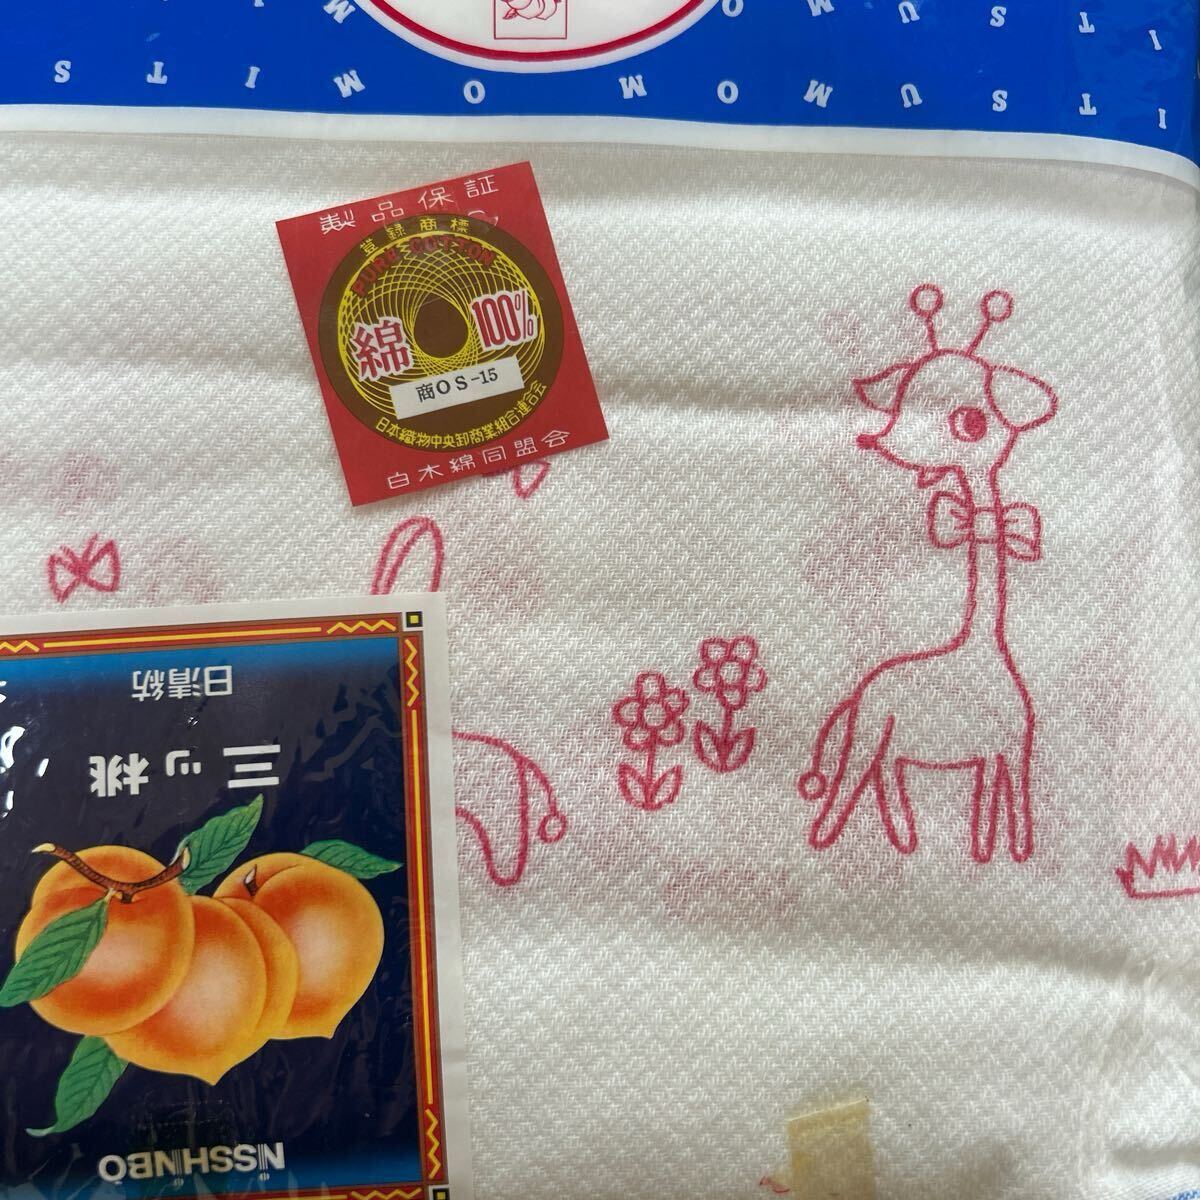 M I T S U M O M O M I T S
I T S U M O
I T S U M O
製品保証
登録商標
PURE COTTON
綿 100%
商OS-15
日本織物中央卸商業組合連合会
白木綿同盟会
日清紡
三ッ桃
NISSHINBO